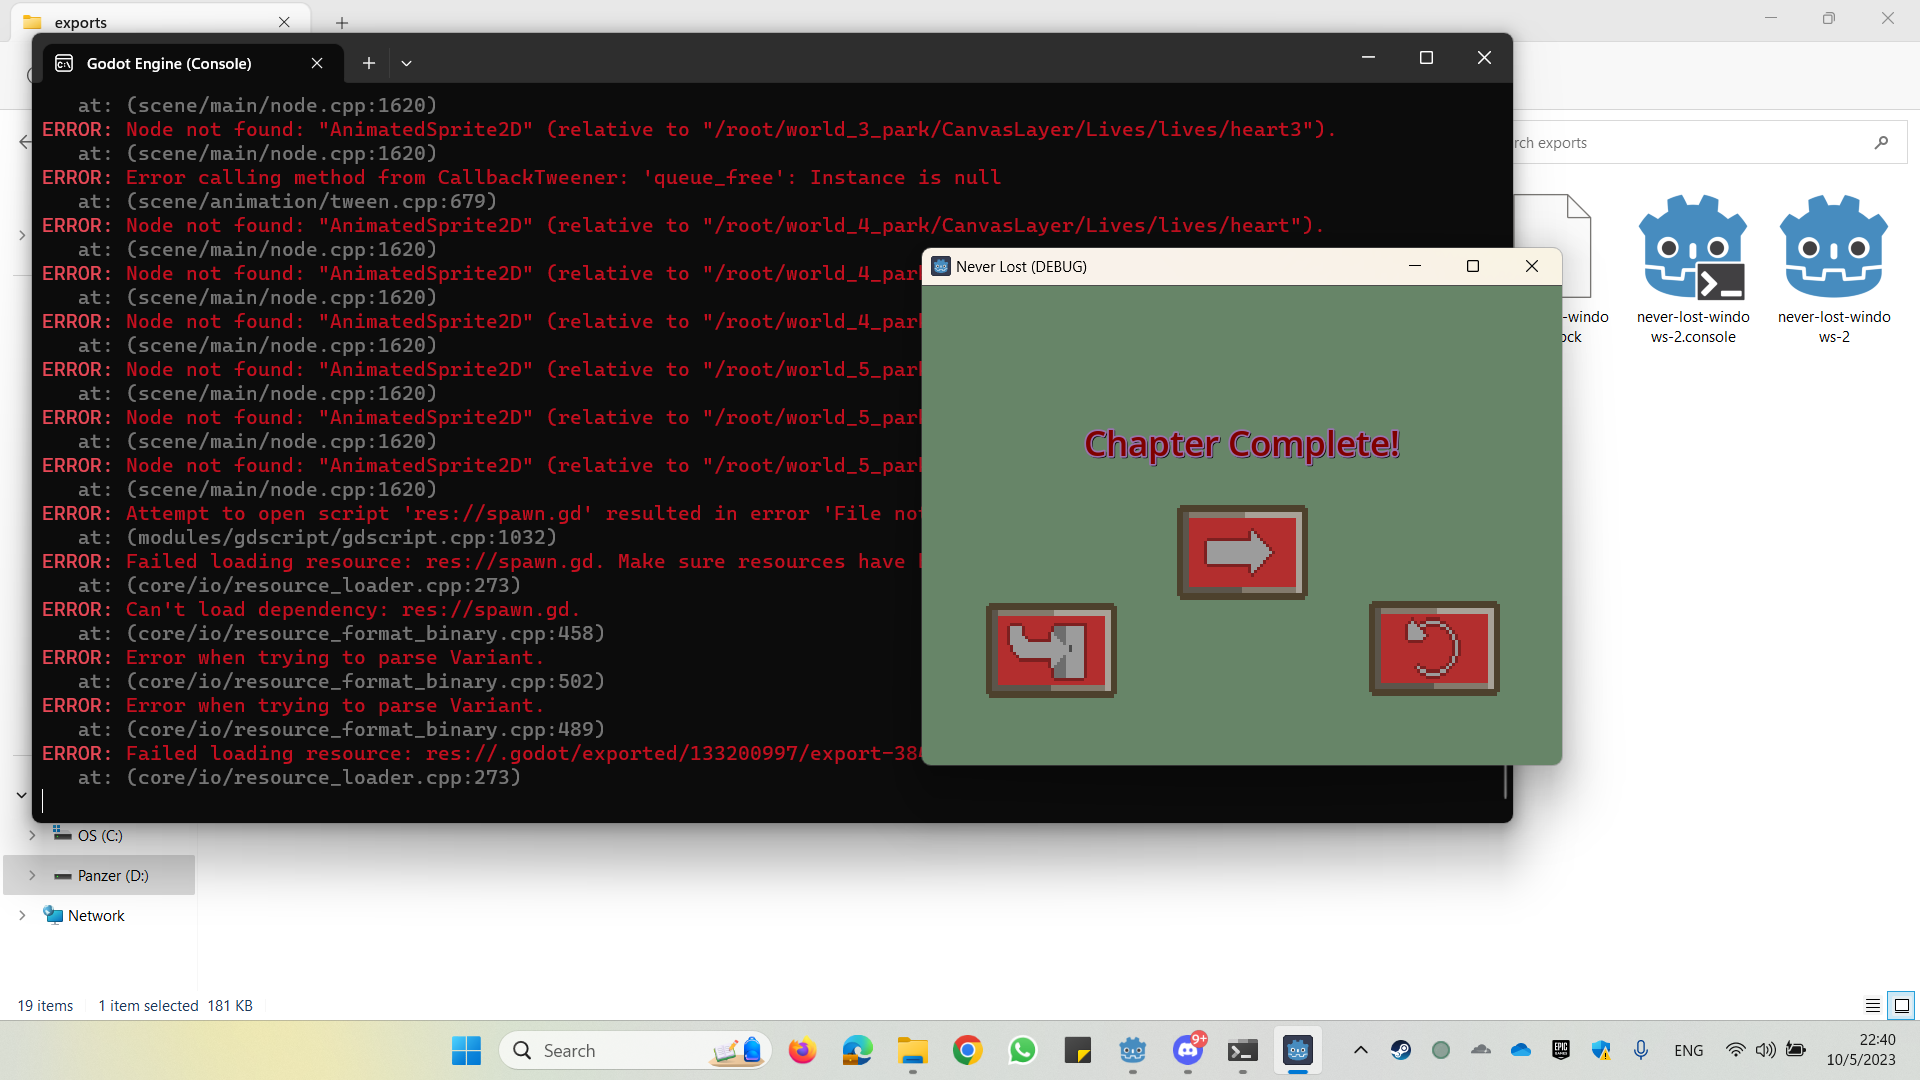 exports
Godot Engine (Console)
at: (scene/main/node.cpp:1620)
ERROR: Node not found: "AnimatedSprite2D" (relative to "/root/world_3_park/CanvasLayer/Lives/lives/heart3").
at: (scene/main/node.cpp:1620)
ERROR: Error calling method from CallbackTweener: 'queue_free': Instance is null
at: (scene/animation/tween.cpp:679)
ERROR: Node not found: "AnimatedSprite2D" (relative to "/root/world_4_park/CanvasLayer/Lives/lives/heart").
at: (scene/main/node.cpp:1620)
ERROR: Node not found: "AnimatedSprite2D" (relative to "/root/world_4_par
at: (scene/main/node.cpp:1620)
ERROR: Node not found: "AnimatedSprite2D" (relative to "/root/world_4_par
at: (scene/main/node.cpp:1620)
ERROR: Node not found: "AnimatedSprite2D" (relative to "/root/world_5_par
at: (scene/main/node.cpp:1620)
ERROR: Node not found: "AnimatedSprite2D" (relative to "/root/world_5_par
at: (scene/main/node.cpp:1620)
ERROR: Node not found: "AnimatedSprite2D" (relative to "/root/world_5_par
at: (scene/main/node.cpp:1620)
ERROR: Attempt to open script 'res://spawn.gd' resulted in error 'File no
at: (modules/gdscript/gdscript.cpp:1032)
ERROR: Failed loading resource: res://spawn.gd. Make sure resources have
at: (core/io/resource_loader.cpp:273)
ERROR: Can't load dependency: res://spawn.gd.
at: (core/io/resource_format_binary.cpp:458)
ERROR: Error when trying to parse Variant.
at: (core/io/resource_format_binary.cpp:502)
ERROR: Error when trying to parse Variant.
at: (core/io/resource_format_binary.cpp:489)
ERROR: Failed loading resource: res://.godot/exported/133200997/export-38
at: (core/io/resource_loader.cpp:273)
Never Lost (DEBUG)
Chapter Complete!
rch exports
-windo
ck
never-lost-windo
ws-2.console
never-lost-windo
ws-2
OS (C:)
Panzer (D:)
Network
19 items 1 item selected 181 KB
Search
9+
EPIC
GAMES
ENG
22:40
10/5/2023